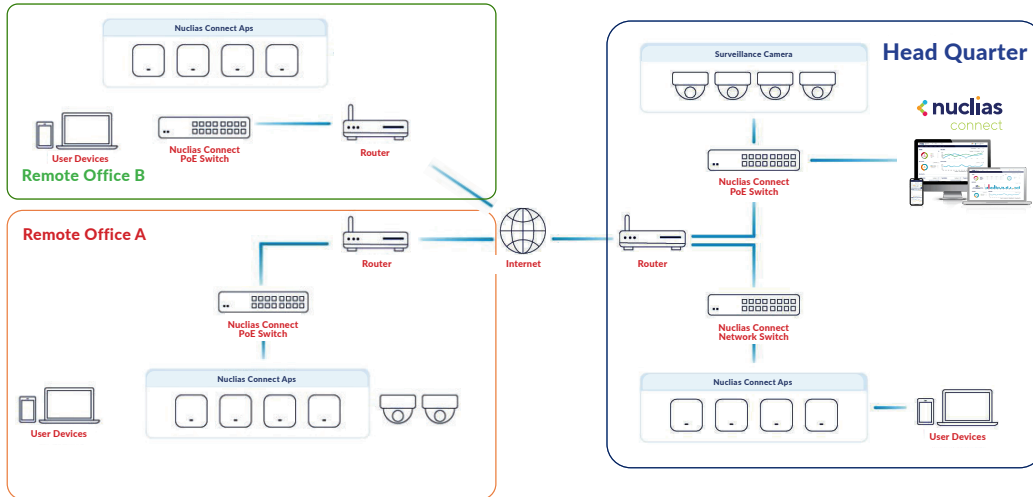 Nuclias Connect Aps
User Devices
Nuclias Connect
PoE Switch
Router
Remote Office B
Remote Office A
Router
Nuclias Connect
PoE Switch
Nuclias Connect Aps
User Devices
Internet
Head Quarter
Surveillance Camera
nuclias
connect
Nuclias Connect
PoE Switch
Router
Nuclias Connect
Network Switch
Nuclias Connect Aps
User Devices